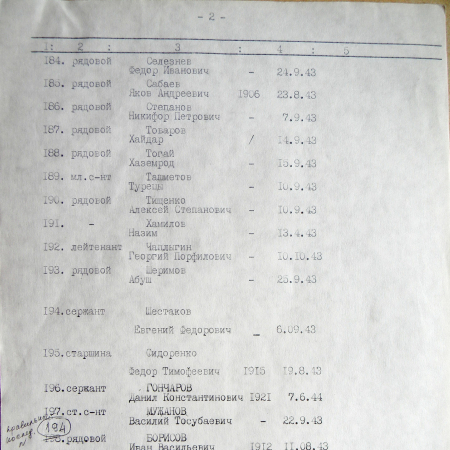 - 2 -
1: 2 : 3 : 4 : 5
184. рядовой Селезнев
Федор Иванович - 24.9.43
185. рядовой Сабаев
Яков Андреевич 1906 23.8.43
186. рядовой Степанов
Никифор Петрович - 7.9.43
187. рядовой Товаров
Хайдар / 14.9.43
188. рядовой Тогай
Хавемрод - 18.9.43
189. мл.с-нт Ташметов
Турецы - 10.9.43
190. рядовой Тищенко
Алексей Степанович - 10.9.43
191. - Хамилов
Назим - 13.4.43
192. лейтенант Чаплыгин
Георгий Порфилович - 10.10.43
193. рядовой Шеримов
Абуш - 25.9.43
194.сержант Шестаков
Евгений Федорович - 6.09.43
195.старшина Сидоренко
Федор Тимофеевич 1915 19.8.43
196.сержант ГОНЧАРОВ
Данил Константинович 1921 7.6.44
197.ст.с-нт МУЖАНОВ
Василий Тосубаевич - 22.9.43
194
198.рядовой БОРИСОВ
Иван Васильевич 1912 11.08.43